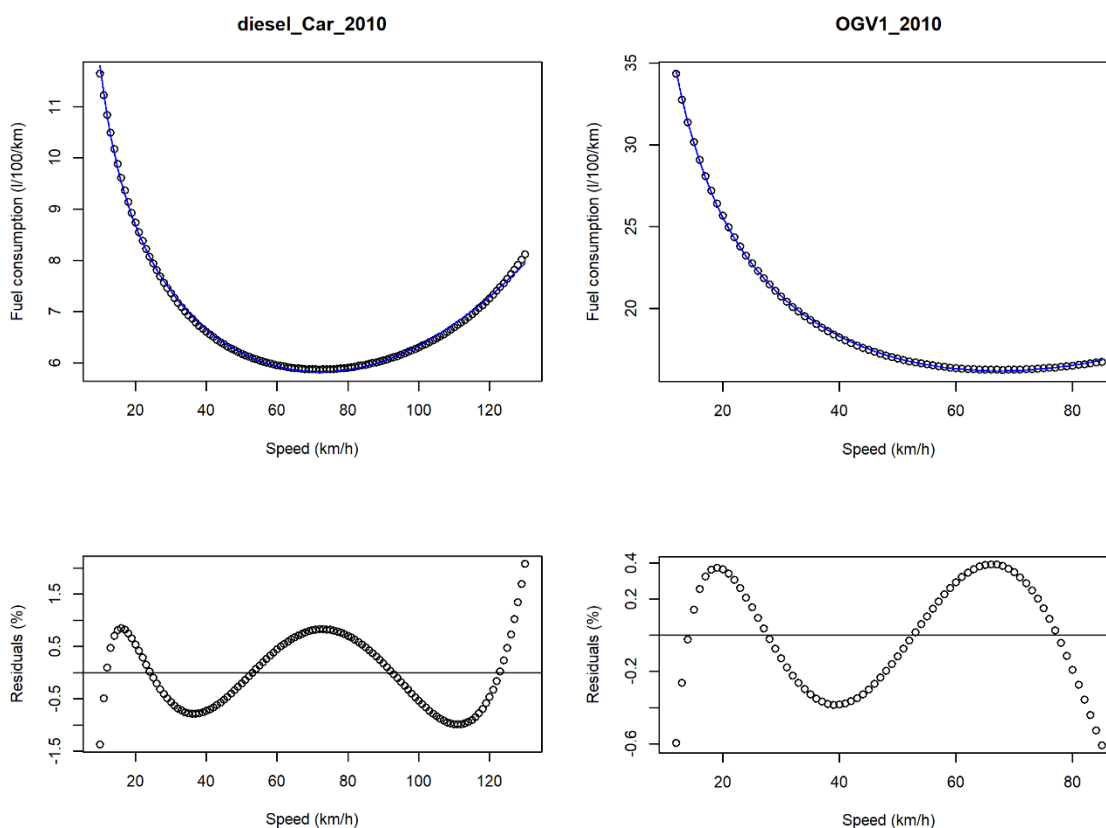 diesel_Car_2010
Fuel consumption (l/100/km)
11
10
9
8
7
6
20 40 60 80 100 120
Speed (km/h)
OGV1_2010
Fuel consumption (l/100/km)
35
30
25
20
20 40 60 80
Speed (km/h)
Residuals (%)
1.5
0.5
-0.5
-1.5
20 40 60 80 100 120
Speed (km/h)
Residuals (%)
0.4
0.2
-0.2
-0.6
20 40 60 80
Speed (km/h)